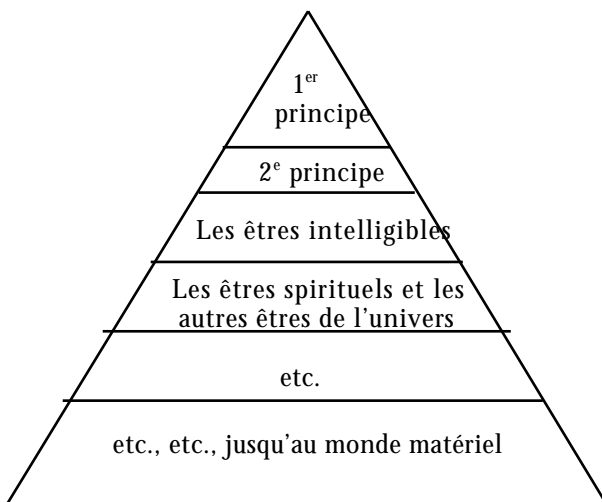 1er
principe
2e principe
Les êtres intelligibles
Les êtres spirituels et les
autres êtres de l'univers
etc.
etc., etc., jusqu'au monde matériel